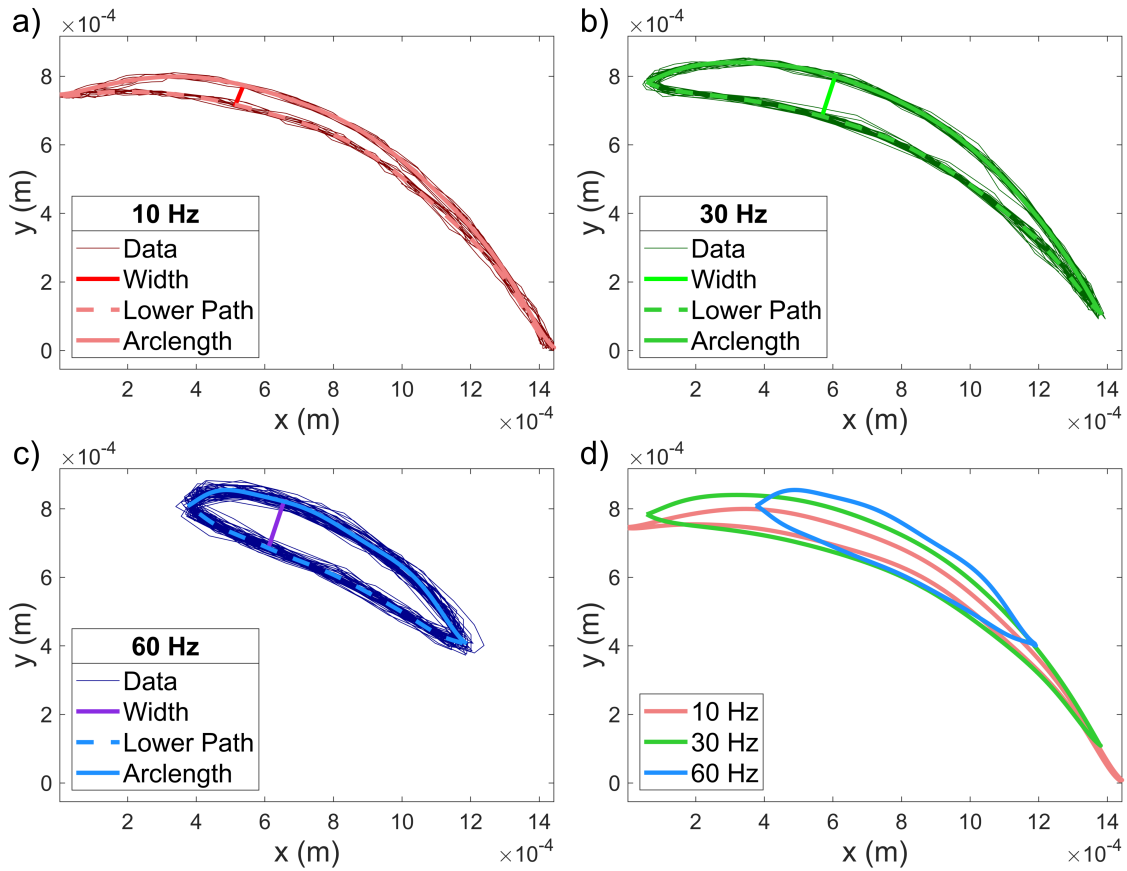 a)
×10⁻⁴
8
6
4
2
0
y (m)
10 Hz
Data
Width
Lower Path
Arclength
2 4 6 8 10 12 14
x (m)
×10⁻⁴
b)
×10⁻⁴
8
6
4
2
0
y (m)
30 Hz
Data
Width
Lower Path
Arclength
2 4 6 8 10 12 14
x (m)
×10⁻⁴
c)
×10⁻⁴
8
6
4
2
0
y (m)
60 Hz
Data
Width
Lower Path
Arclength
2 4 6 8 10 12 14
x (m)
×10⁻⁴
d)
×10⁻⁴
8
6
4
2
0
y (m)
10 Hz
30 Hz
60 Hz
2 4 6 8 10 12 14
x (m)
×10⁻⁴